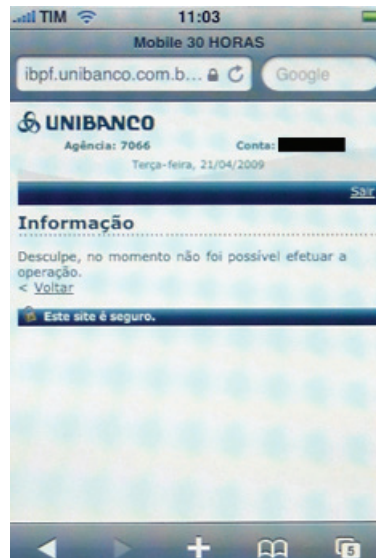 TIM 11:03
Mobile 30 HORAS
ibpf.unibanco.com.b... Google
UNIBANCO
Agência: 7066 Conta:
Terça-feira, 21/04/2009
Sair
Informação
Desculpe, no momento não foi possível efetuar a
operação.
< Voltar
Este site é seguro.
5